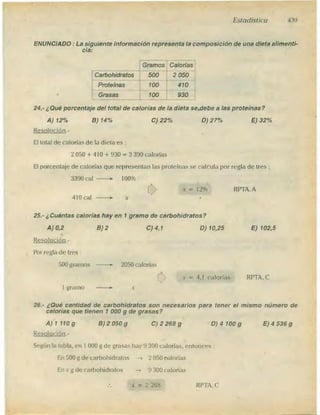 Estadística 439
ENUNCIADO : La siguiente información representa la composición de una dieta alimenticia:
Gramos Calorías
Carbohidratos 500 2 050
Proteínas 100 410
Grasas 100 930
24.- ¿Qué porcentaje del total de calorías de la dieta se debe a las proteínas?
A) 12% B) 14% C) 22% D) 27% E) 32%
Resolución.-
El total de calorías de la dieta es :
2 050 + 410 + 930 = 3 390 calorías
El porcentaje de calorías que representan las proteínas se calcula por regla de tres :
3390 cal 100%
410 cal x
x = 12% RPTA. A
25.- ¿Cuántas calorías hay en 1 gramo de carbohidratos?
A) 0,2 B) 2 C) 4,1 D) 10,25 E) 102,5
Resolución.-
Por regla de tres :
500 gramos 2050 calorías
1 gramo x
x = 4,1 calorías RPTA. C
26.- ¿Qué cantidad de carbohidratos son necesarios para tener el mismo número de
calorías que tienen 1 000 g de grasas?
A) 1 110 g B) 2 050 g C) 2 268 g D) 4 100 g E) 4 536 g
Resolución.-
Según la tabla, en 1 000 g de grasas hay 9 300 calorías, entonces :
En 500 g de carbohidratos → 2 050 calorías
En x g de carbohidratos → 9 300 calorías
∴ x = 2 268 RPTA. C